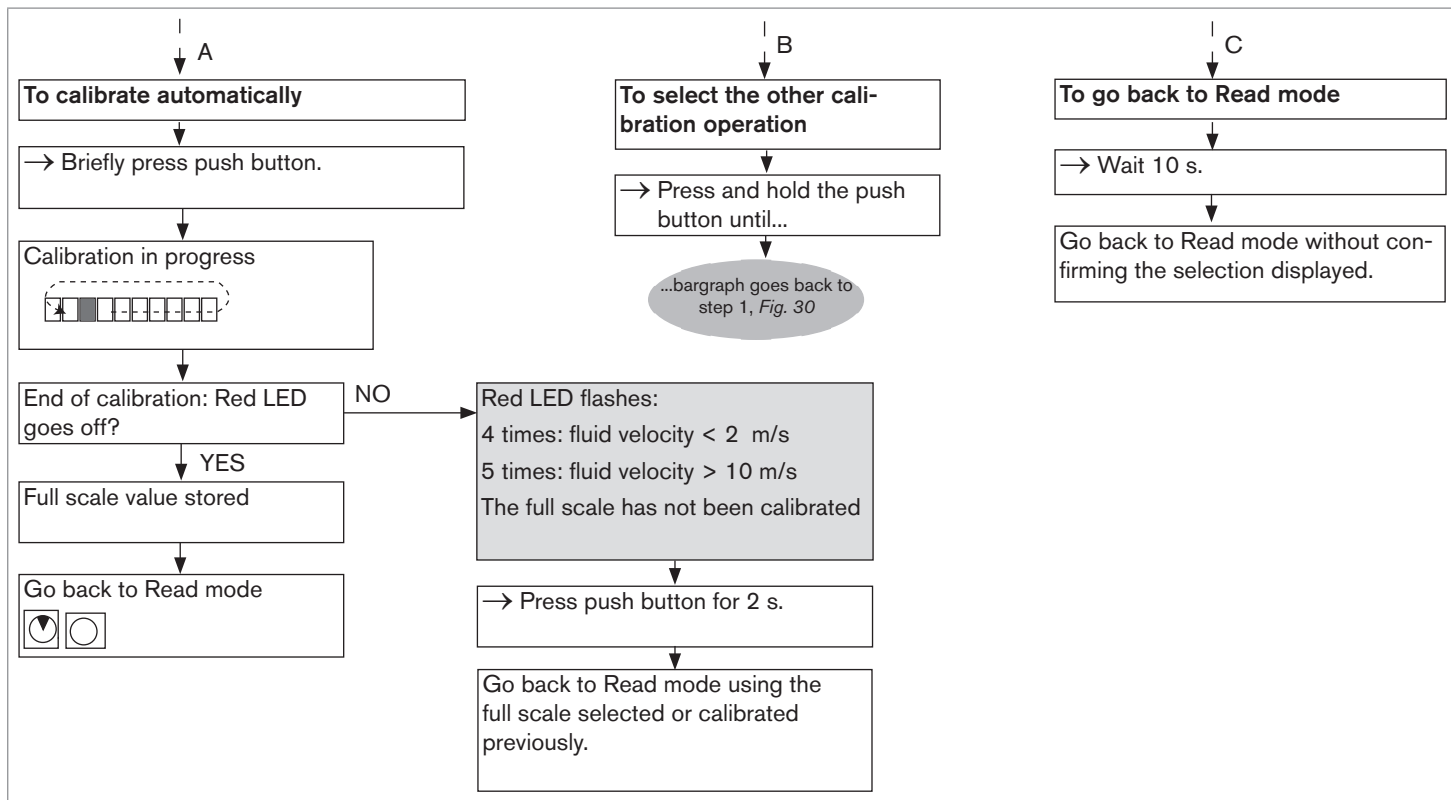 A
To calibrate automatically
→ Briefly press push button.
Calibration in progress
End of calibration: Red LED
goes off?
NO
YES
Full scale value stored
Go back to Read mode
Red LED flashes:
4 times: fluid velocity < 2 m/s
5 times: fluid velocity > 10 m/s
The full scale has not been calibrated
→ Press push button for 2 s.
Go back to Read mode using the
full scale selected or calibrated
previously.
B
To select the other cali-
bration operation
→ Press and hold the push
button until...
...bargraph goes back to
step 1, Fig. 30
C
To go back to Read mode
→ Wait 10 s.
Go back to Read mode without con-
firming the selection displayed.